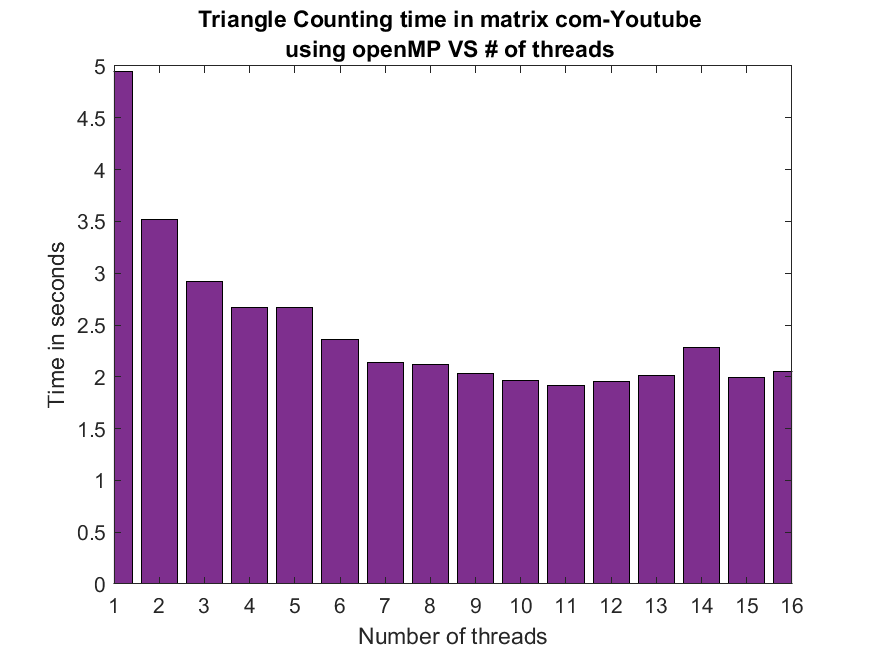 Triangle Counting time in matrix com-Youtube
using openMP VS # of threads
5
4.5
4
3.5
3
2.5
2
1.5
1
0.5
0
Time in seconds
1 2 3 4 5 6 7 8 9 10 11 12 13 14 15 16
Number of threads